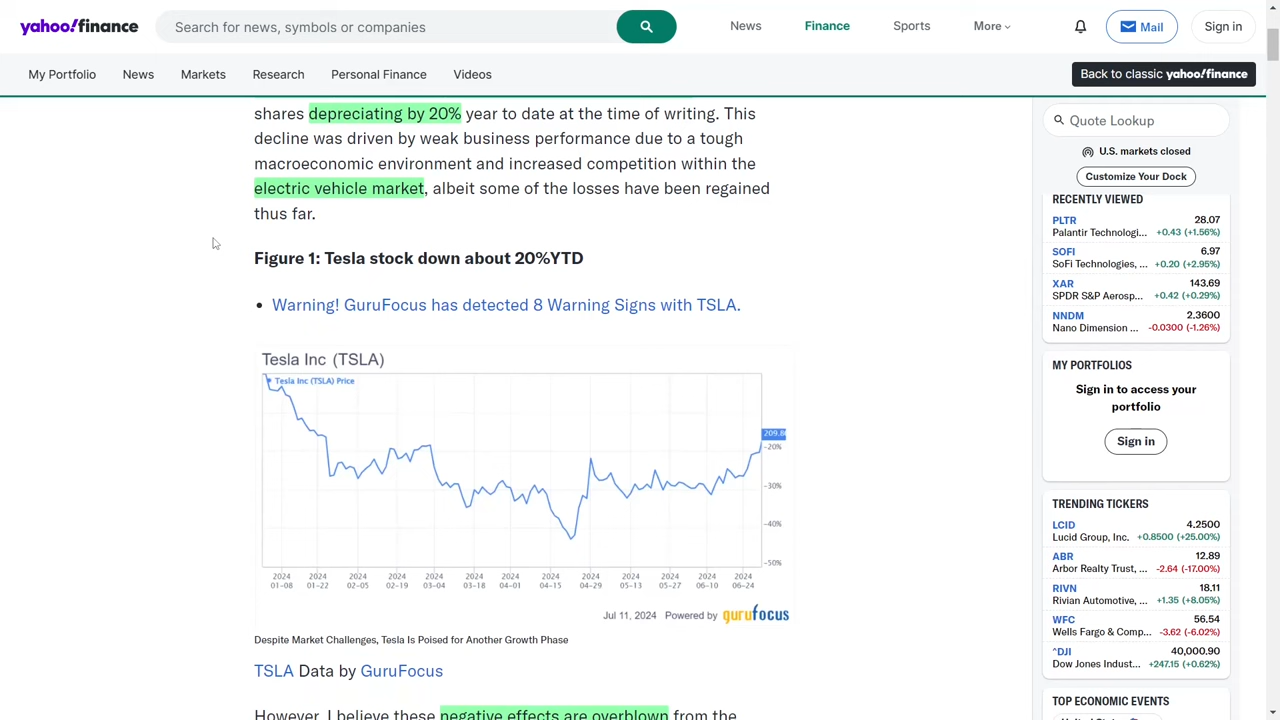 yahoo!finance
Search for news, symbols or companies
News
Finance
Sports
More
Mail
Sign in
My Portfolio
News
Markets
Research
Personal Finance
Videos
Back to classic yahoo!finance
shares depreciating by 20% year to date at the time of writing. This
decline was driven by weak business performance due to a tough
macroeconomic environment and increased competition within the
electric vehicle market, albeit some of the losses have been regained
thus far.
Figure 1: Tesla stock down about 20%YTD
• Warning! GuruFocus has detected 8 Warning Signs with TSLA.
Tesla Inc (TSLA)
Tesla Inc (TSLA) Price
-20%
-30%
-40%
-50%
2024 2024 2024 2024 2024 2024 2024 2024 2024 2024 2024 2024 2024
01-08 01-22 02-05 02-19 03-04 03-18 04-01 04-15 04-29 05-13 05-27 06-10 06-24
Jul 11, 2024 Powered by gurufocus
Despite Market Challenges, Tesla Is Poised for Another Growth Phase
TSLA Data by GuruFocus
However, I believe these negative effects are overblown from the
Quote Lookup
U.S. markets closed
Customize Your Dock
RECENTLY VIEWED
PLTR 28.07
Palantir Technologi... +0.43 (+1.56%)
SOFI 6.97
SoFi Technologies, ... +0.20 (+2.95%)
XAR 143.69
SPDR S&P Aerosp... +0.42 (+0.29%)
NNDM 2.3600
Nano Dimension ... -0.0300 (-1.26%)
MY PORTFOLIOS
Sign in to access your
portfolio
Sign in
TRENDING TICKERS
LCID 4.2500
Lucid Group, Inc. +0.8500 (+25.00%)
ABR 12.89
Arbor Realty Trust, ... -2.64 (-17.00%)
RIVN 18.11
Rivian Automotive, ... +1.35 (+8.05%)
WFC 56.54
Wells Fargo & Comp... -3.62 (-6.02%)
^DJI 40,000.90
Dow Jones Indust... +247.15 (+0.62%)
TOP ECONOMIC EVENTS